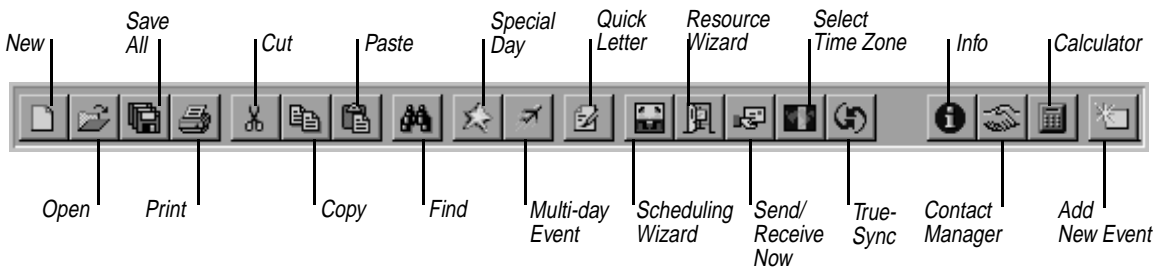 New
Save
All
Cut
Paste
Special
Day
Quick
Letter
Resource
Wizard
Select
Time Zone
Info
Calculator
Open
Print
Copy
Find
Multi-day
Event
Scheduling
Wizard
Send/
Receive
Now
True-
Sync
Contact
Manager
Add
New Event